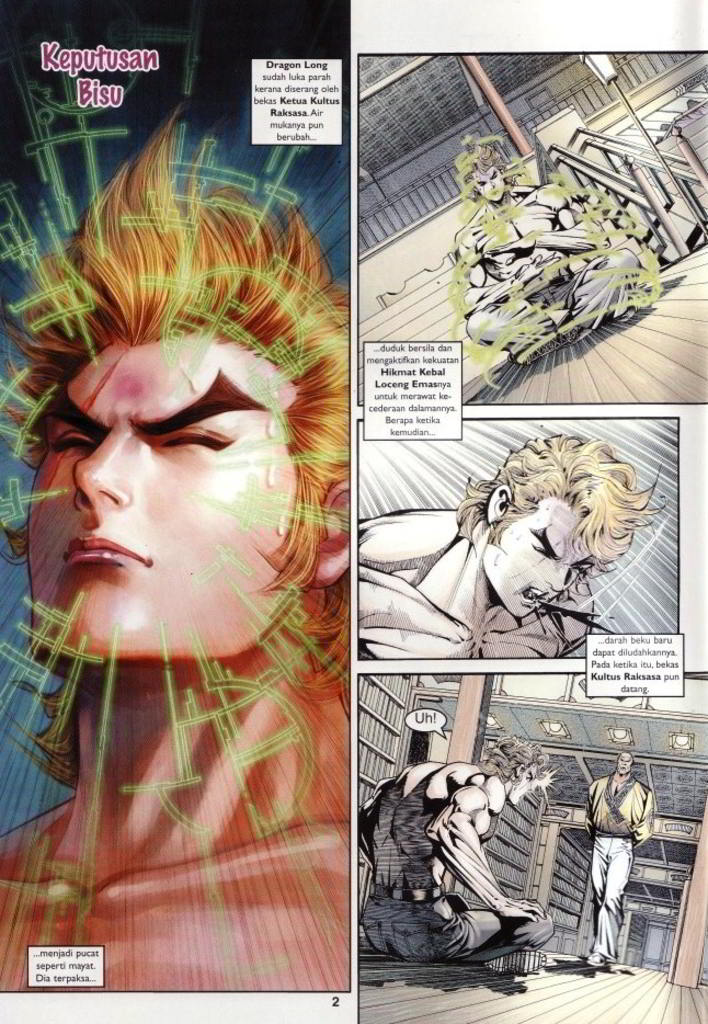 Keputusan
Bisu
Dragon Long
sudah luka parah
kerana diserang oleh
bekas Ketua Kultus
Raksasa. Air
mukanya pun
berubah...
...menjadi pucat
seperti mayat.
Dia terpaksa...
...duduk bersila dan
mengaktifkan kekuatan
Hikmat Kebal
Loceng Emasnya
untuk merawat ke-
cederaan dalamannya.
Berapa ketika
kemudian...
...darah beku baru
dapat diludahkannya.
Pada ketika itu, bekas
Kultus Raksasa pun
datang.
Uh!
2